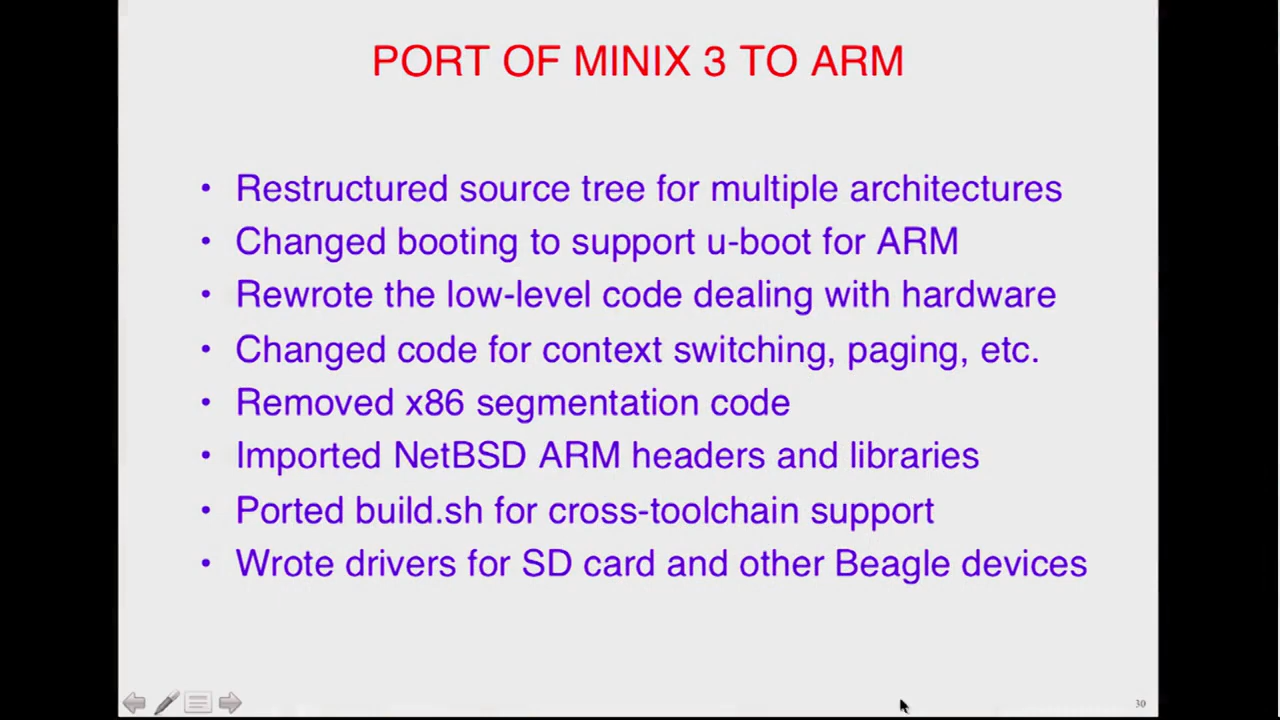 PORT OF MINIX 3 TO ARM
• Restructured source tree for multiple architectures
• Changed booting to support u-boot for ARM
• Rewrote the low-level code dealing with hardware
• Changed code for context switching, paging, etc.
• Removed x86 segmentation code
• Imported NetBSD ARM headers and libraries
• Ported build.sh for cross-toolchain support
• Wrote drivers for SD card and other Beagle devices
30